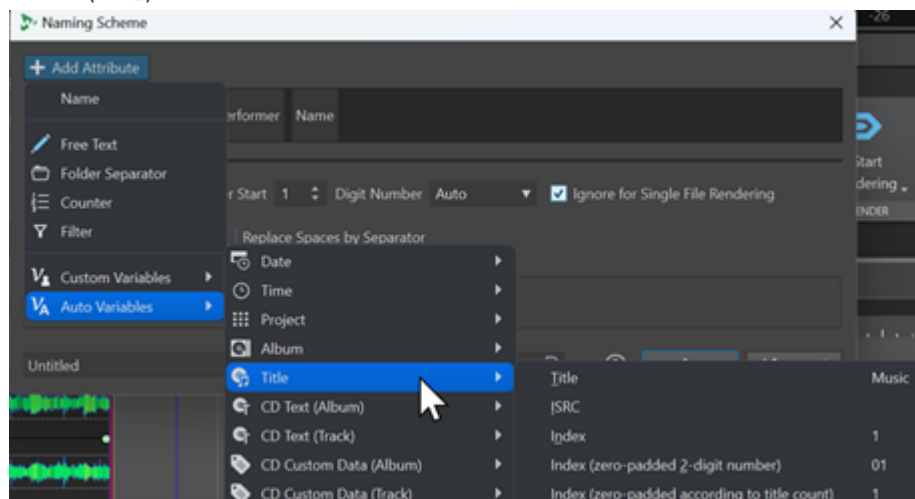 Naming Scheme
-26
Add Attribute
Name
erformer Name
Free Text
Folder Separator
Counter
Filter
r Start 1 Digit Number Auto Ignore for Single File Rendering
Start
dering
ENDER
Replace Spaces by Separator
Custom Variables
Auto Variables
Date
Time
Project
Album
Untitled
Title
CD Text (Album)
CD Text (Track)
CD Custom Data (Album)
CD Custom Data (Track)
Title Music
ISRC
Index 1
Index (zero-padded 2-digit number) 01
Index (zero-padded according to title count) 1